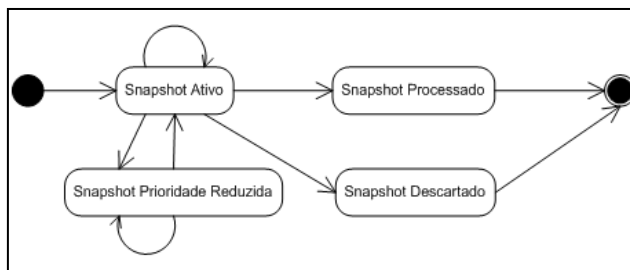 Snapshot Ativo
Snapshot Processado
Snapshot Prioridade Reduzida
Snapshot Descartado